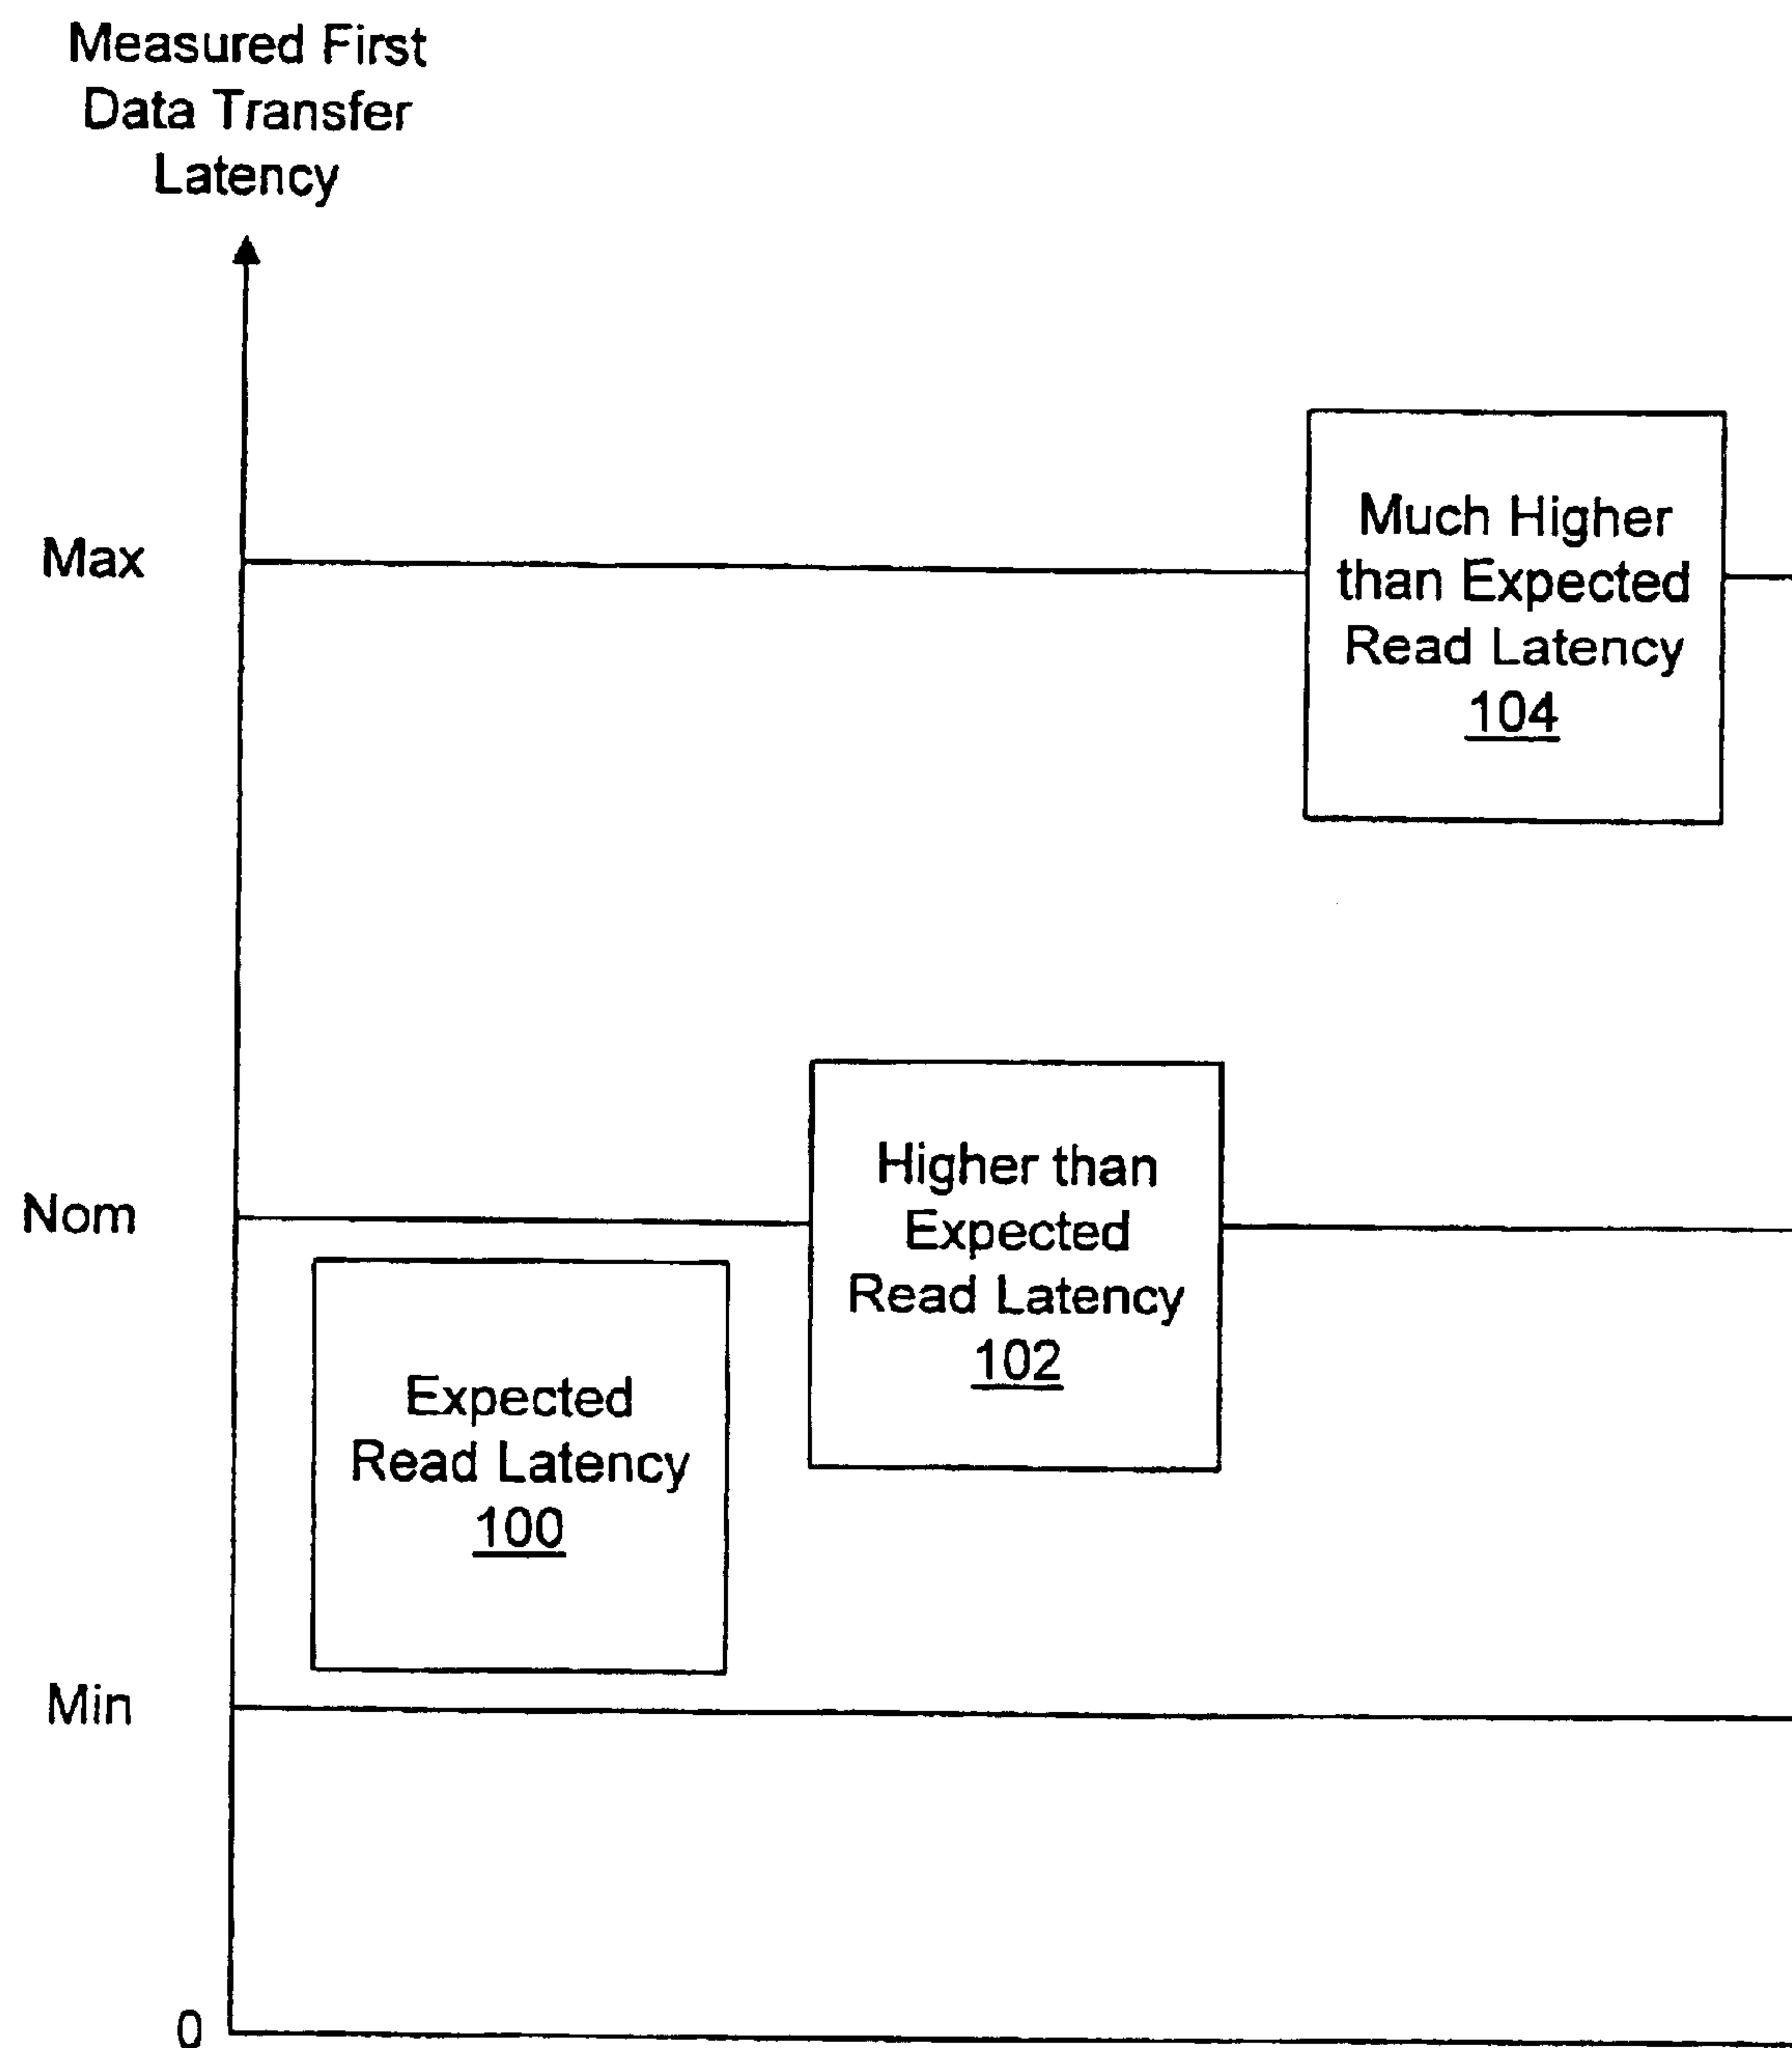 Measured First
Data Transfer
Latency
Max
Much Higher
than Expected
Read Latency
104
Nom
Higher than
Expected
Read Latency
102
Expected
Read Latency
100
Min
0